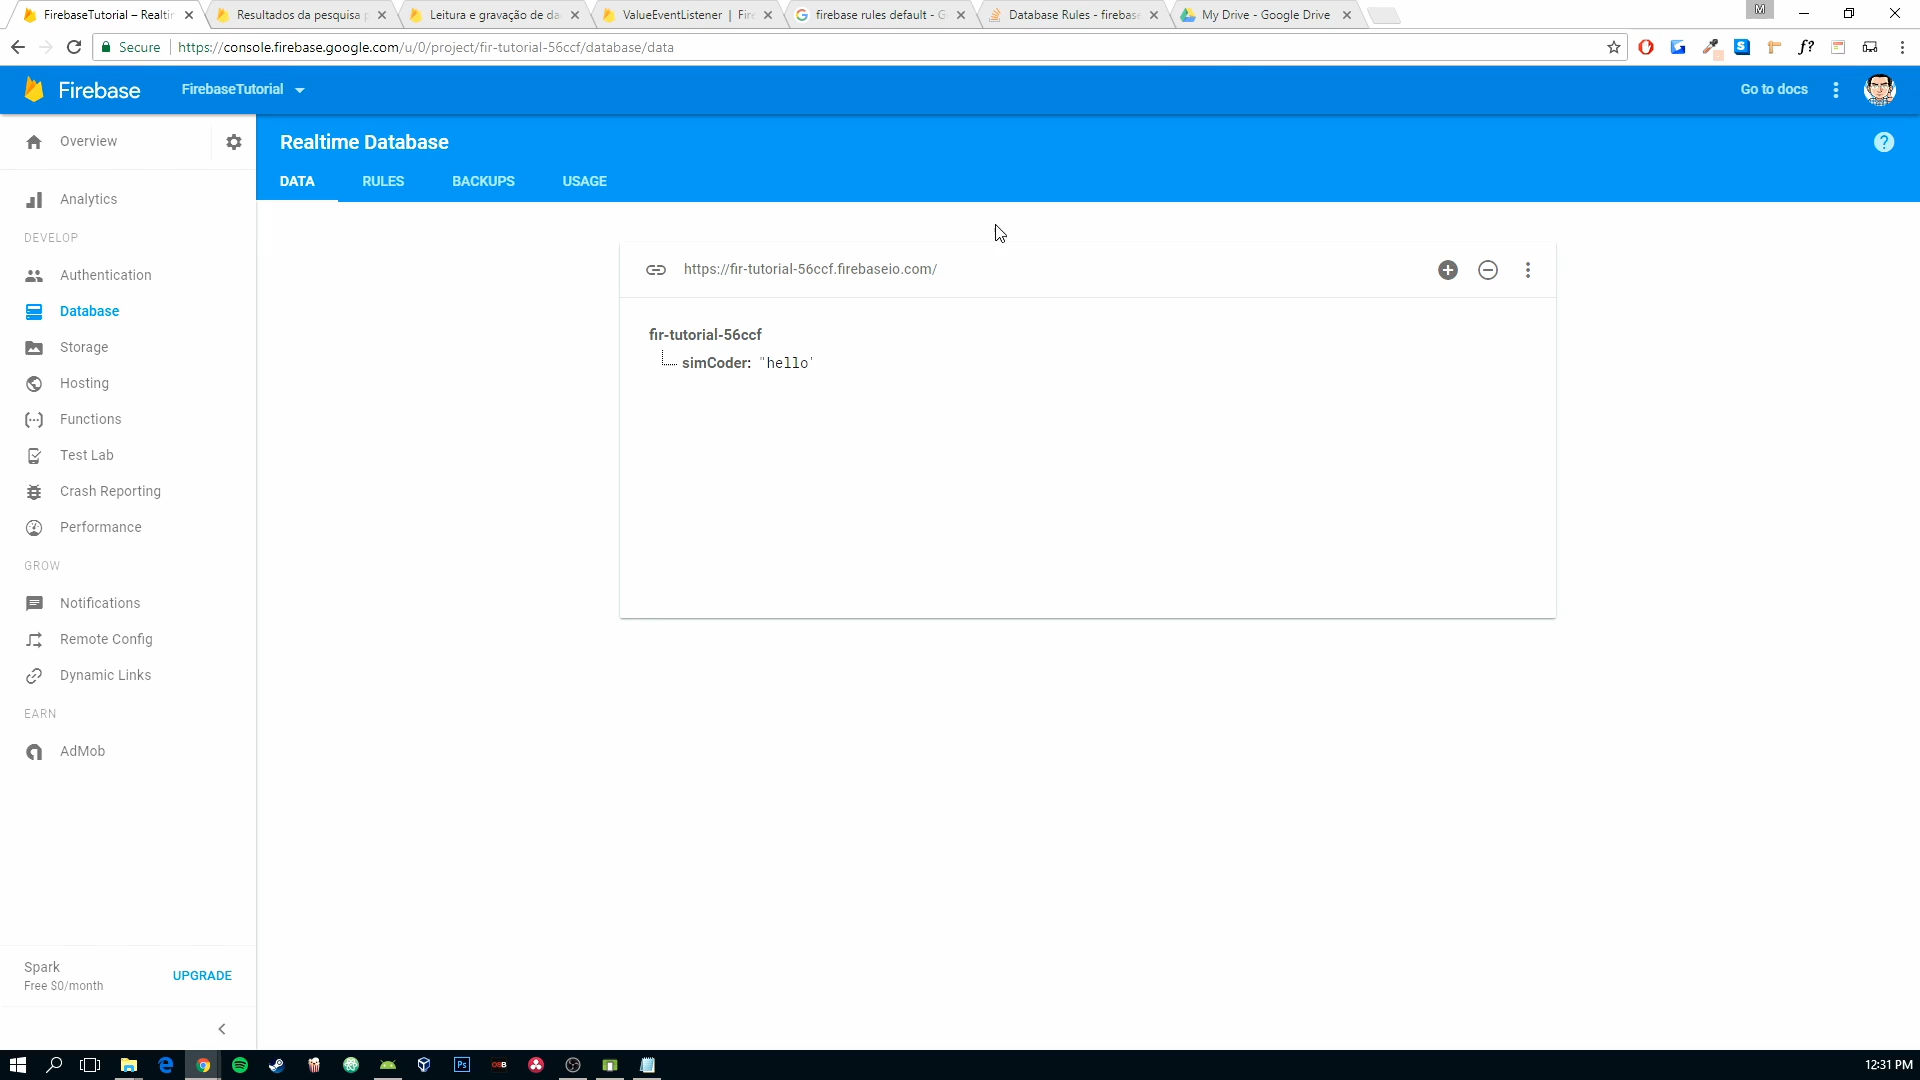 FirebaseTutorial – Realtin
Resultados da pesquisa p
Leitura e gravação de da
ValueEventListener | Fire
firebase rules default - G
Database Rules - firebase
My Drive - Google Drive
M
Secure
https://console.firebase.google.com/u/0/project/fir-tutorial-56ccf/database/data
Firebase
FirebaseTutorial
Go to docs
Overview
Realtime Database
?
DATA
RULES
BACKUPS
USAGE
Analytics
DEVELOP
Authentication
Database
Storage
Hosting
Functions
Test Lab
Crash Reporting
Performance
GROW
Notifications
Remote Config
Dynamic Links
EARN
AdMob
https://fir-tutorial-56ccf.firebaseio.com/
fir-tutorial-56ccf
simCoder: "hello"
Spark
Free $0/month
UPGRADE
12:31 PM